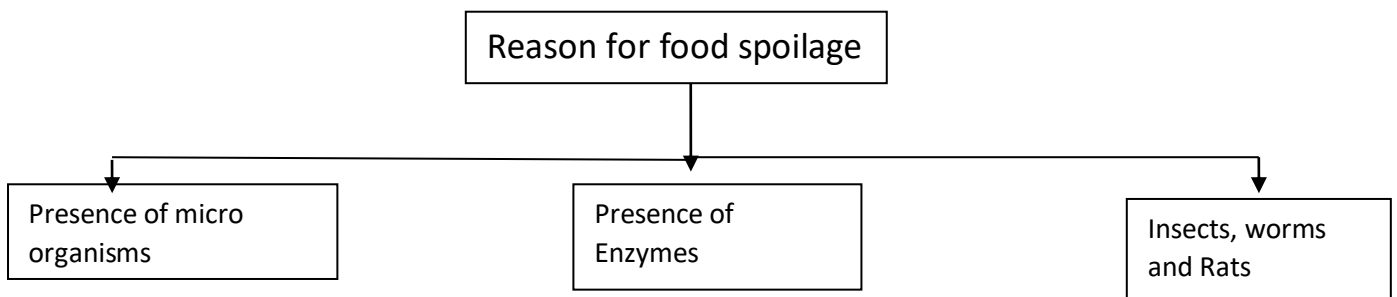 Reason for food spoilage
Presence of micro
organisms
Presence of
Enzymes
Insects, worms
and Rats